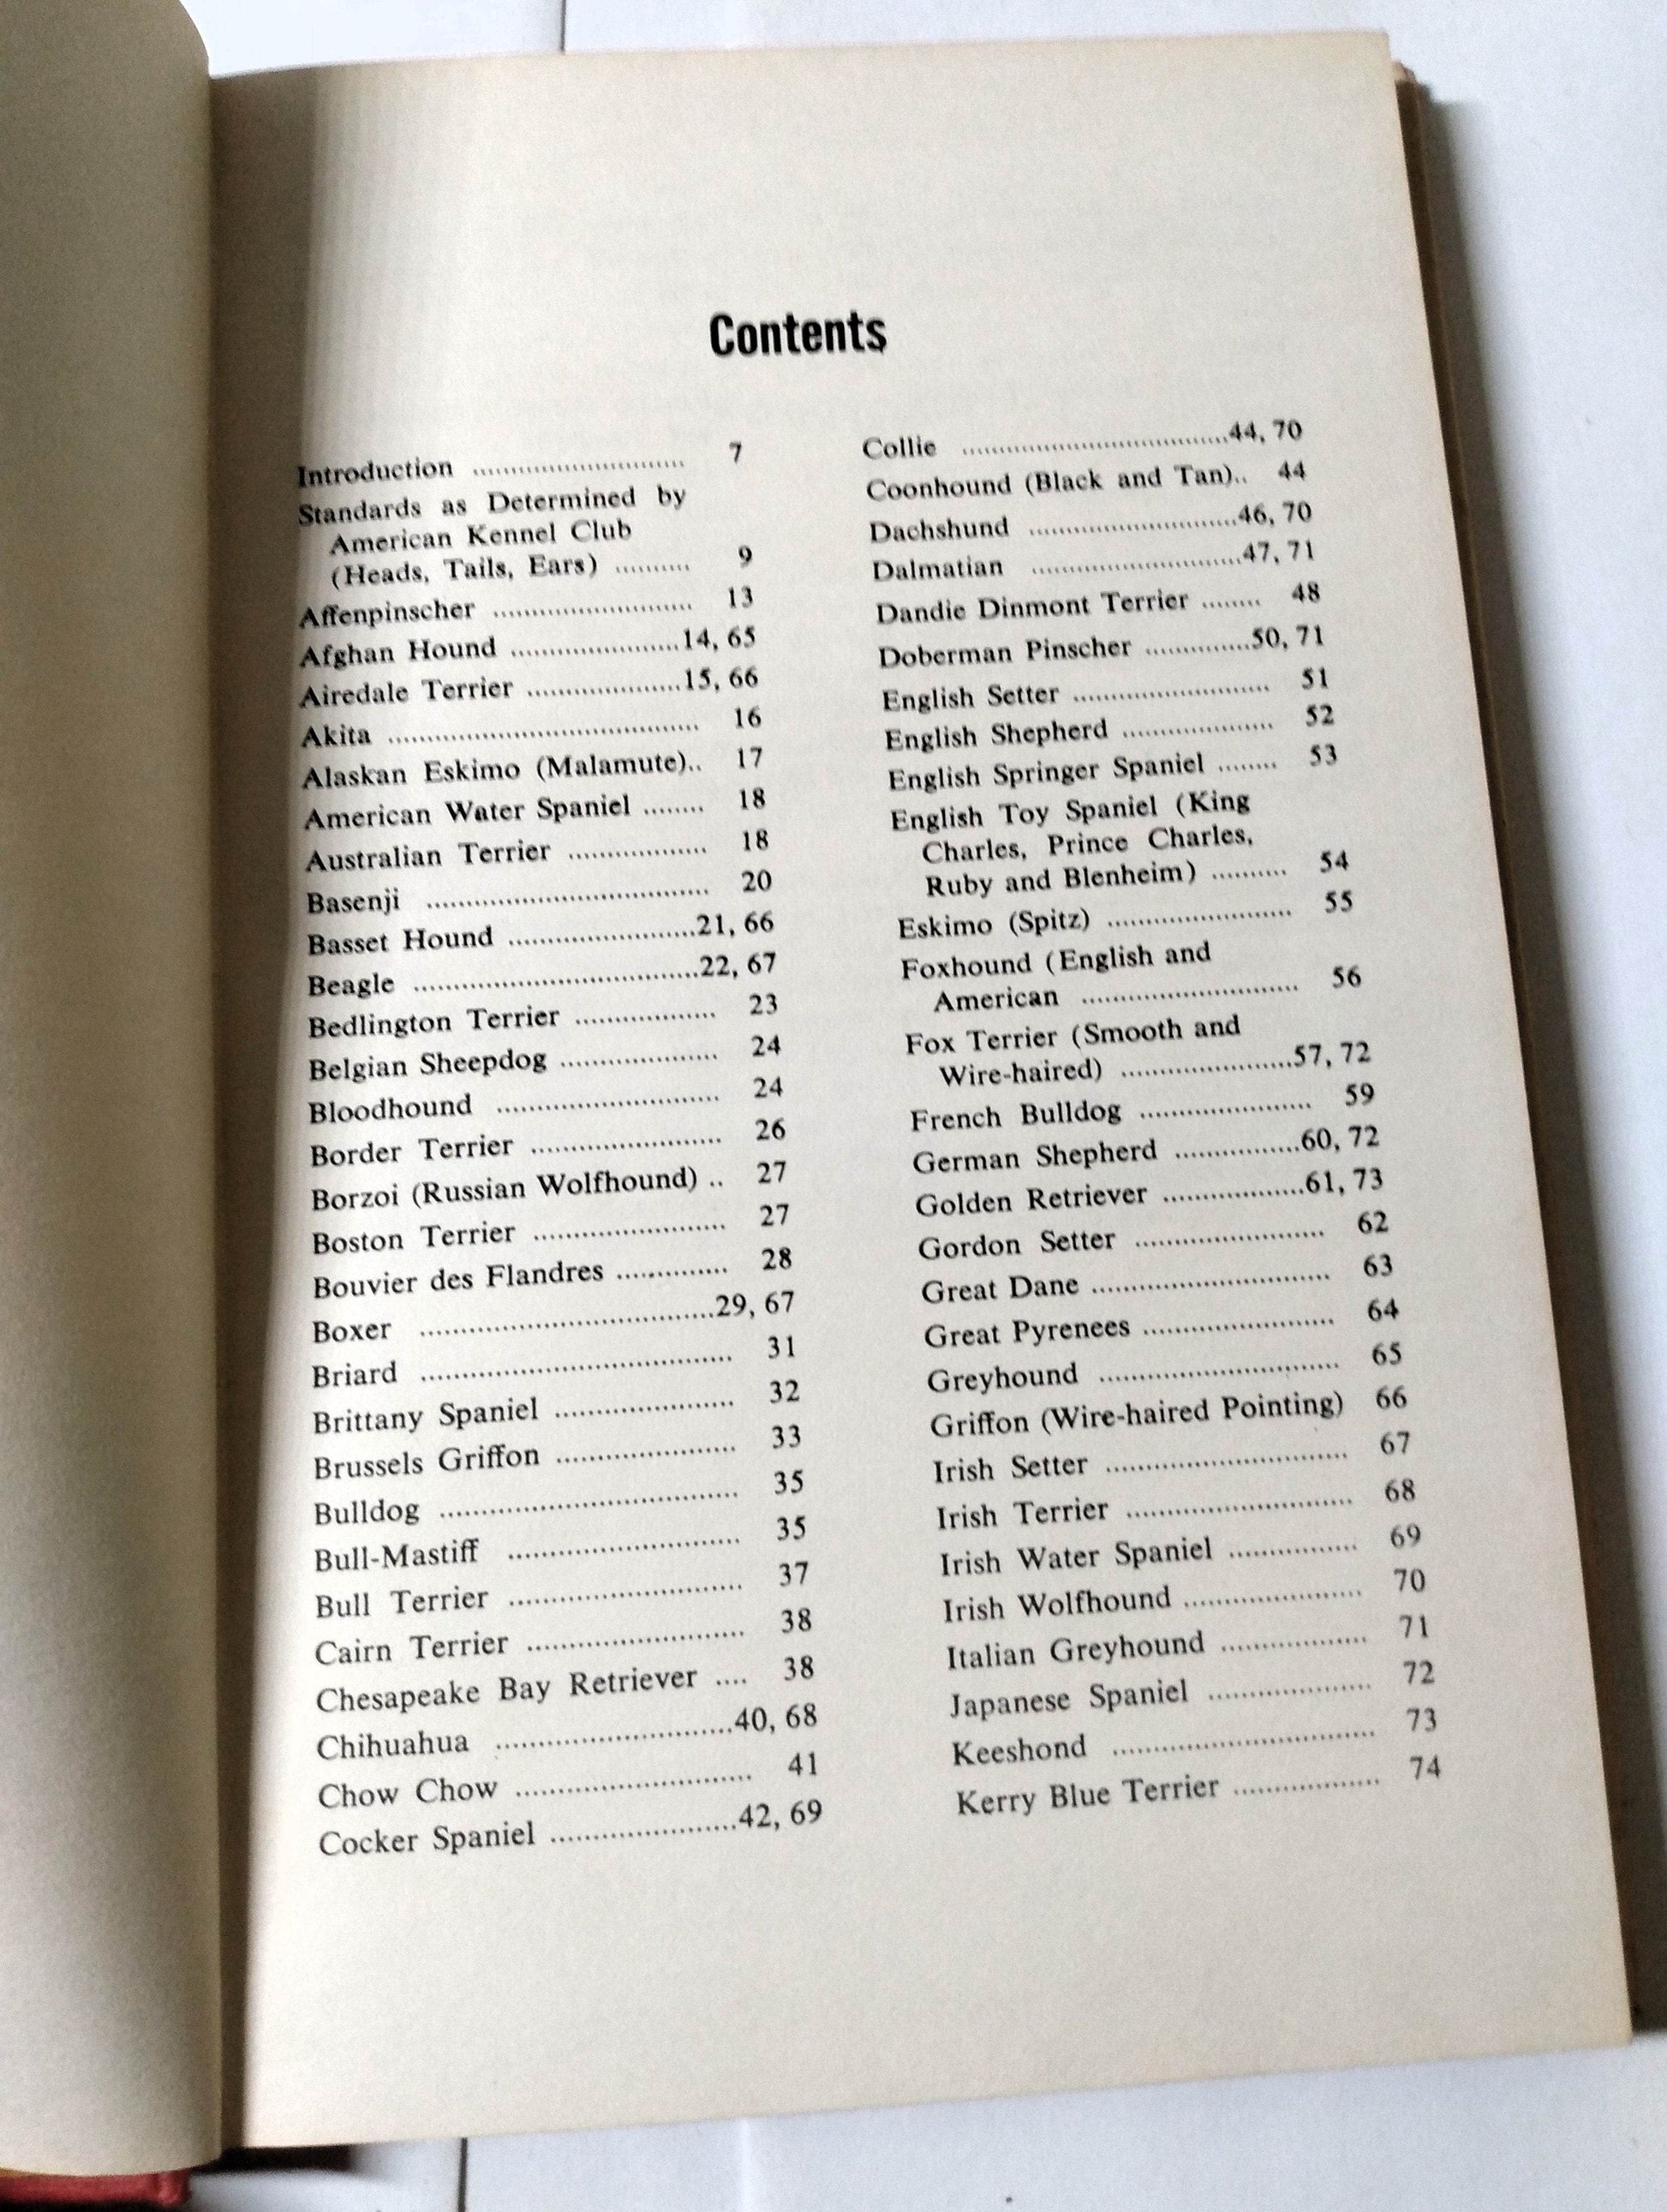 Contents
Introduction ............................ 7
Standards as Determined by
American Kennel Club
(Heads, Tails, Ears) .......... 9
Affenpinscher .......................... 13
Afghan Hound ......................14, 65
Airedale Terrier ....................15, 66
Akita ........................................ 16
Alaskan Eskimo (Malamute).. 17
American Water Spaniel ........ 18
Australian Terrier .................. 18
Basenji .................................... 20
Basset Hound ........................21, 66
Beagle ....................................22, 67
Bedlington Terrier .................. 23
Belgian Sheepdog .................... 24
Bloodhound ............................ 24
Border Terrier ........................ 26
Borzoi (Russian Wolfhound) .. 27
Boston Terrier ........................ 27
Bouvier des Flandres .............. 28
Boxer .....................................29, 67
Briard ...................................... 31
Brittany Spaniel ...................... 32
Brussels Griffon ...................... 33
Bulldog .................................... 35
Bull-Mastiff ............................ 35
Bull Terrier ............................ 37
Cairn Terrier .......................... 38
Chesapeake Bay Retriever .... 38
Chihuahua .............................40, 68
Chow Chow ............................ 41
Cocker Spaniel ......................42, 69
Collie ...................................44, 70
Coonhound (Black and Tan).. 44
Dachshund ...........................46, 70
Dalmatian ...........................47, 71
Dandie Dinmont Terrier ........ 48
Doberman Pinscher ..............50, 71
English Setter .......................... 51
English Shepherd .................... 52
English Springer Spaniel ........ 53
English Toy Spaniel (King
Charles, Prince Charles,
Ruby and Blenheim) .......... 54
Eskimo (Spitz) ........................ 55
Foxhound (English and
American ............................ 56
Fox Terrier (Smooth and
Wire-haired) ......................57, 72
French Bulldog ...................... 59
German Shepherd ................60, 72
Golden Retriever ..................61, 73
Gordon Setter ........................ 62
Great Dane .............................. 63
Great Pyrenees ........................ 64
Greyhound .............................. 65
Griffon (Wire-haired Pointing) 66
Irish Setter .............................. 67
Irish Terrier ............................ 68
Irish Water Spaniel ................ 69
Irish Wolfhound ...................... 70
Italian Greyhound .................. 71
Japanese Spaniel .................... 72
Keeshond ................................ 73
Kerry Blue Terrier .................. 74